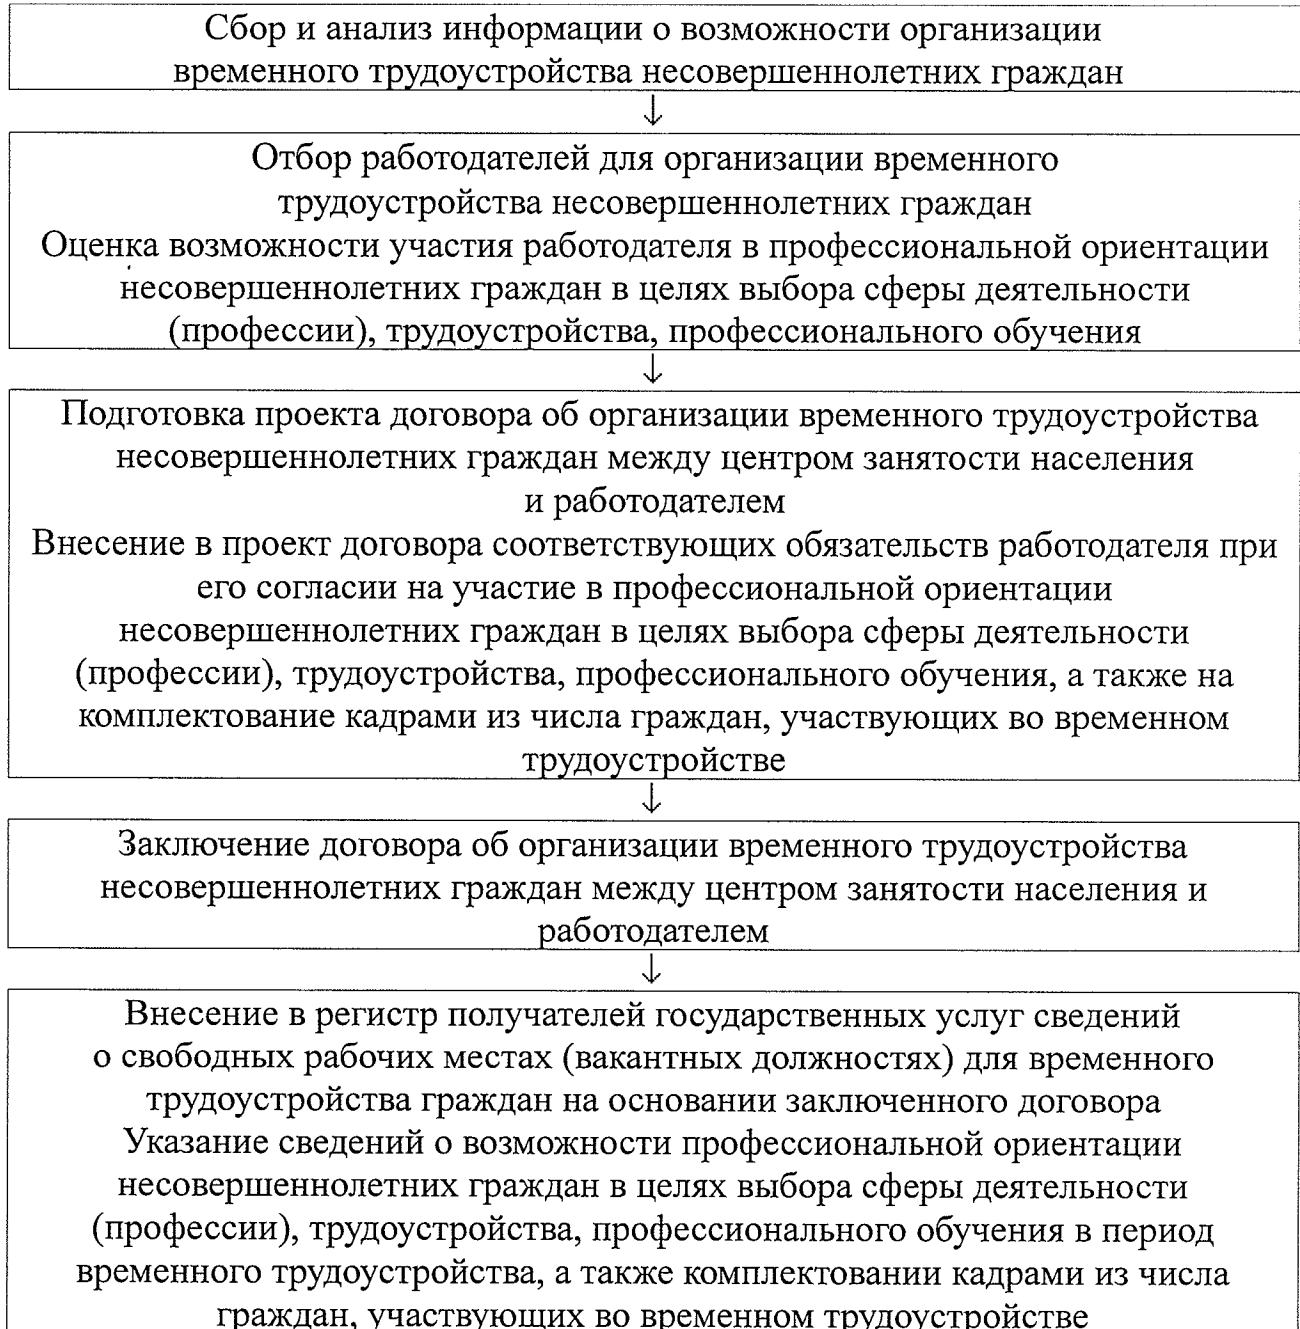 Сбор и анализ информации о возможности организации
временного трудоустройства несовершеннолетних граждан
↓
Отбор работодателей для организации временного
трудоустройства несовершеннолетних граждан
Оценка возможности участия работодателя в профессиональной ориентации
несовершеннолетних граждан в целях выбора сферы деятельности
(профессии), трудоустройства, профессионального обучения
↓
Подготовка проекта договора об организации временного трудоустройства
несовершеннолетних граждан между центром занятости населения
и работодателем
Внесение в проект договора соответствующих обязательств работодателя при
его согласии на участие в профессиональной ориентации
несовершеннолетних граждан в целях выбора сферы деятельности
(профессии), трудоустройства, профессионального обучения, а также на
комплектование кадрами из числа граждан, участвующих во временном
трудоустройстве
↓
Заключение договора об организации временного трудоустройства
несовершеннолетних граждан между центром занятости населения и
работодателем
↓
Внесение в регистр получателей государственных услуг сведений
о свободных рабочих местах (вакантных должностях) для временного
трудоустройства граждан на основании заключенного договора
Указание сведений о возможности профессиональной ориентации
несовершеннолетних граждан в целях выбора сферы деятельности
(профессии), трудоустройства, профессионального обучения в период
временного трудоустройства, а также комплектовании кадрами из числа
граждан, участвующих во временном трудоустройстве